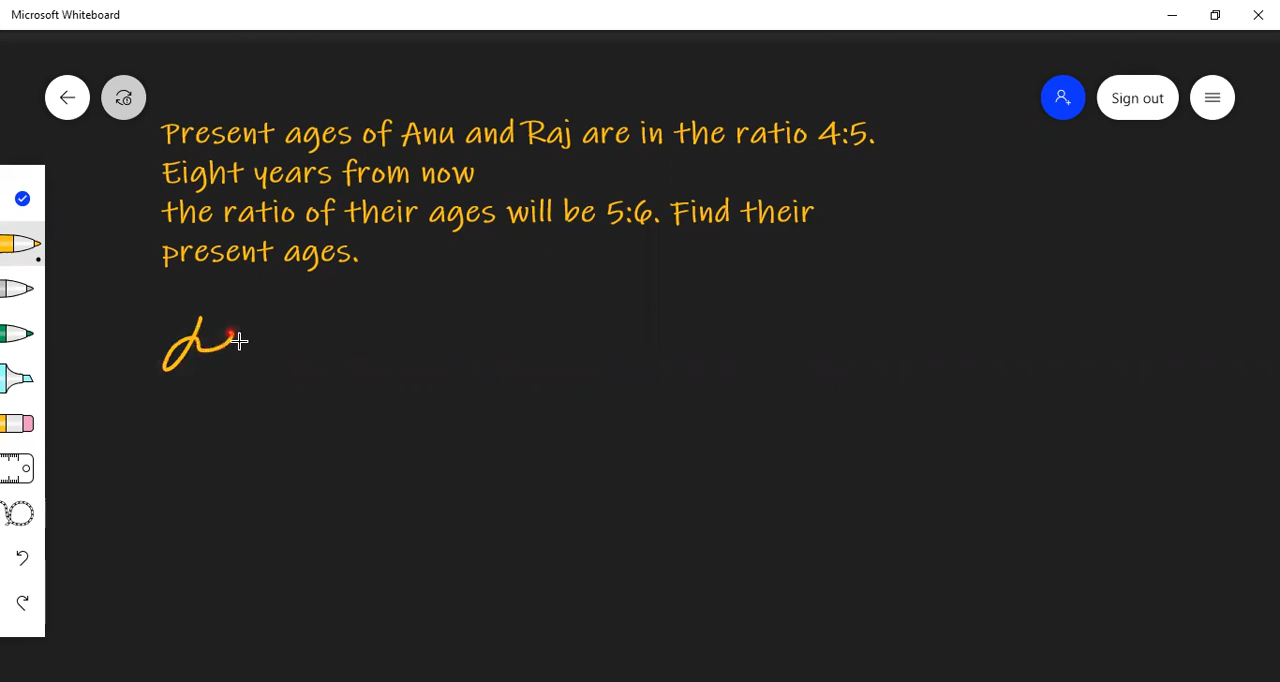 Microsoft Whiteboard
Sign out
Present ages of Anu and Raj are in the ratio 4:5.
Eight years from now
the ratio of their ages will be 5:6. Find their
present ages.